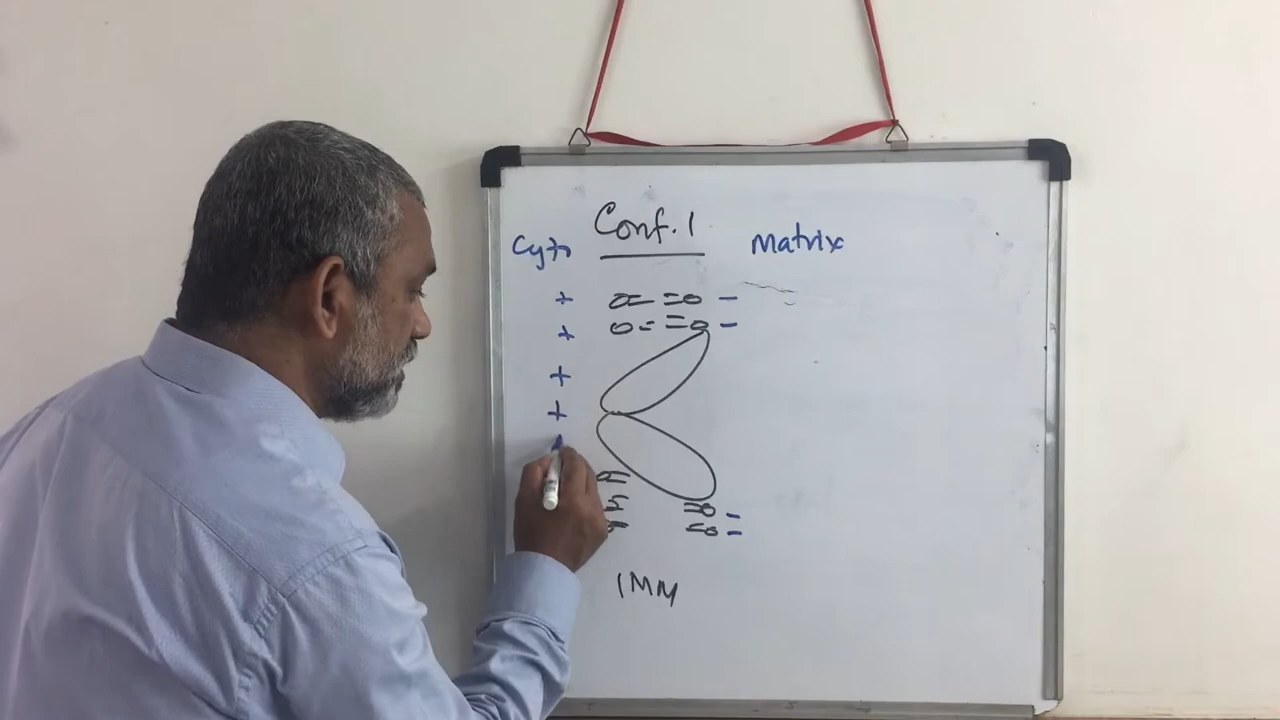 Conf. 1
Cyto Matrix
+ -
+ -
+
+
-
-
IMM